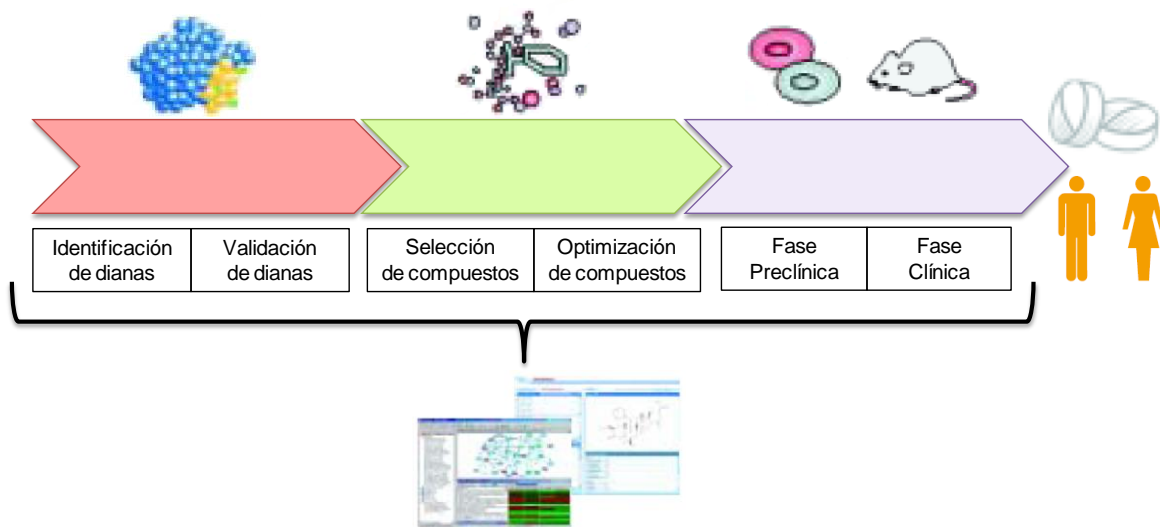 Identificación
de dianas
Validación
de dianas
Selección
de compuestos
Optimización
de compuestos
Fase
Preclínica
Fase
Clínica